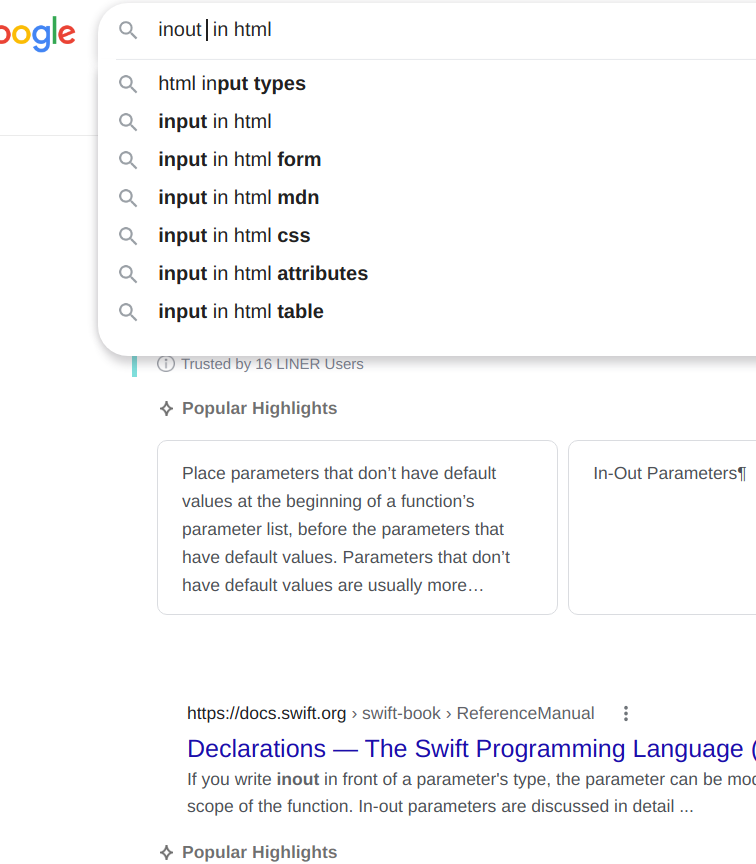 oogle
inout in html
html input types
input in html
input in html form
input in html mdn
input in html css
input in html attributes
input in html table
Trusted by 16 LINER Users
Popular Highlights
Place parameters that don’t have default
values at the beginning of a function’s
parameter list, before the parameters that
have default values. Parameters that don’t
have default values are usually more…
In-Out Parameters¶
https://docs.swift.org › swift-book › ReferenceManual
Declarations — The Swift Programming Language (
If you write inout in front of a parameter's type, the parameter can be mod
scope of the function. In-out parameters are discussed in detail ...
Popular Highlights